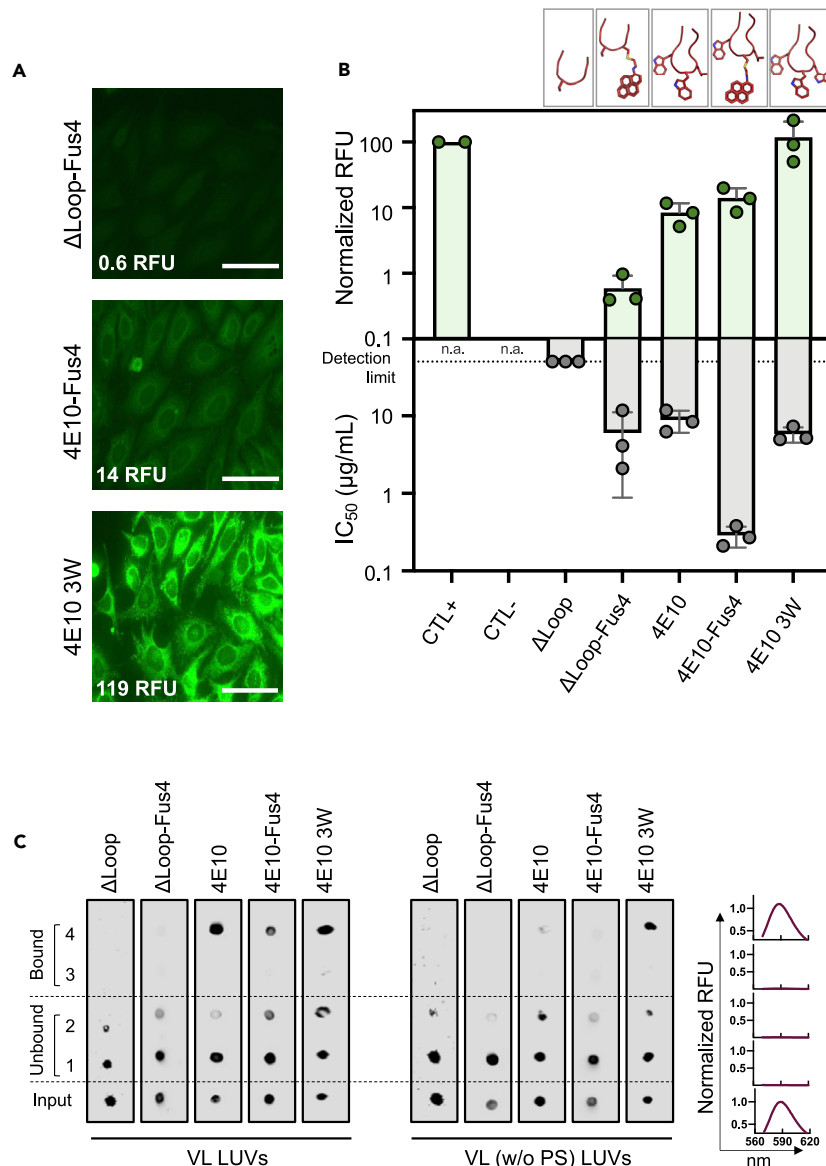 A
ΔLoop-Fus4
0.6 RFU
4E10-Fus4
14 RFU
4E10 3W
119 RFU
B
Normalized RFU
100
10
1
0.1
n.a.
n.a.
Detection
limit
IC50 (µg/mL)
10
1
0.1
CTL+
CTL-
ΔLoop
ΔLoop-Fus4
4E10
4E10-Fus4
4E10 3W
C
ΔLoop
ΔLoop-Fus4
4E10
4E10-Fus4
4E10 3W
ΔLoop
ΔLoop-Fus4
4E10
4E10-Fus4
4E10 3W
Bound
4
3
Unbound
2
1
Input
VL LUVs
VL (w/o PS) LUVs
Normalized RFU
1.0
0.5
1.0
0.5
1.0
0.5
1.0
0.5
1.0
0.5
560 590 620
nm